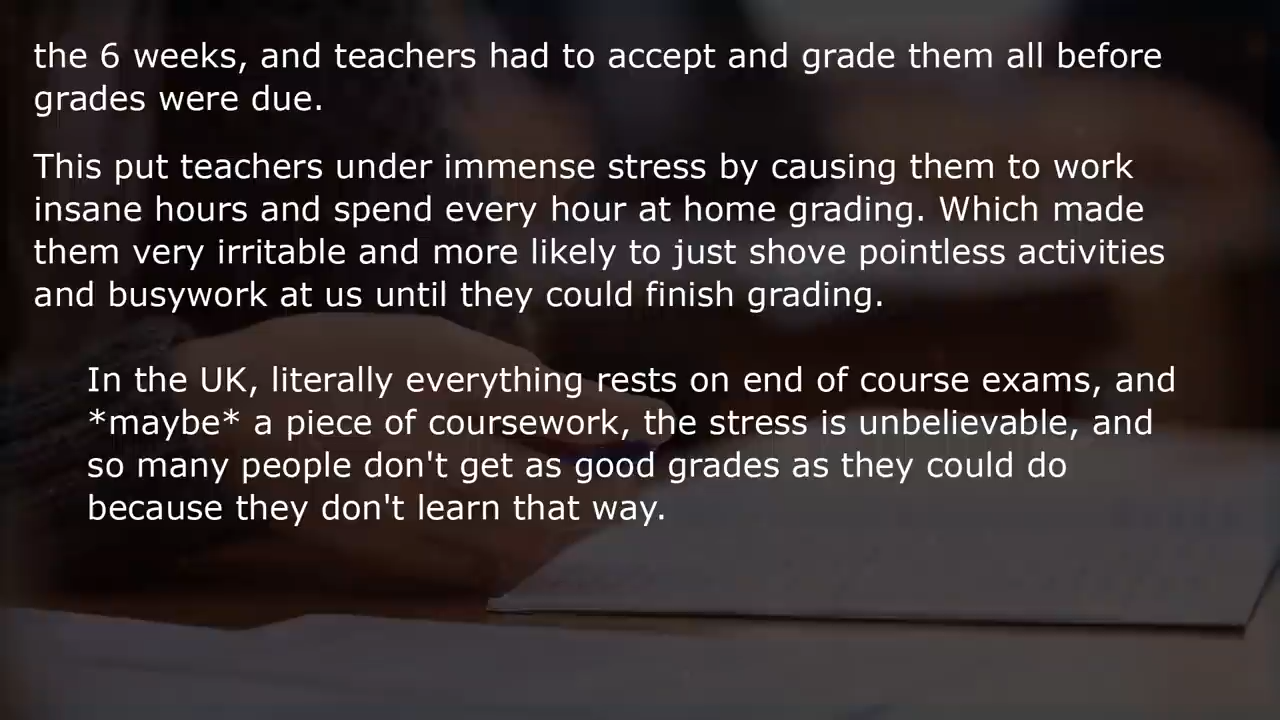 the 6 weeks, and teachers had to accept and grade them all before
grades were due.
This put teachers under immense stress by causing them to work
insane hours and spend every hour at home grading. Which made
them very irritable and more likely to just shove pointless activities
and busywork at us until they could finish grading.
In the UK, literally everything rests on end of course exams, and
*maybe* a piece of coursework, the stress is unbelievable, and
so many people don't get as good grades as they could do
because they don't learn that way.